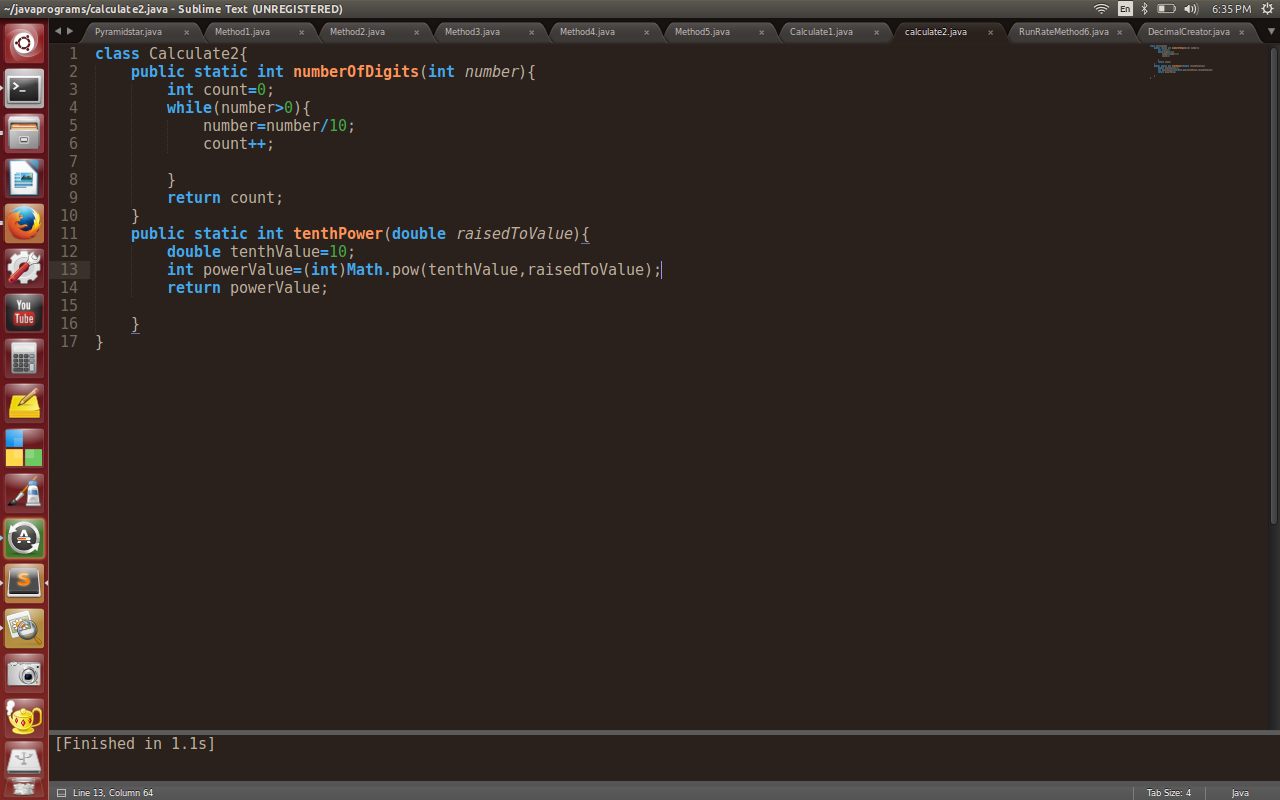 ~/javaprograms/calculate2.java - Sublime Text (UNREGISTERED)
En
6:35 PM
Pyramidstar.java × Method1.java × Method2.java × Method3.java × Method4.java × Method5.java × Calculate1.java × calculate2.java × RunRateMethod6.java × DecimalCreator.java ×
1 class Calculate2{
2     public static int numberOfDigits(int number){
3         int count=0;
4         while(number>0){
5             number=number/10;
6             count++;
7
8         }
9         return count;
10     }
11     public static int tenthPower(double raisedToValue){
12         double tenthValue=10;
13         int powerValue=(int)Math.pow(tenthValue,raisedToValue);
14         return powerValue;
15
16     }
17 }
You
Tube
[Finished in 1.1s]
Line 13, Column 64
Tab Size: 4
Java